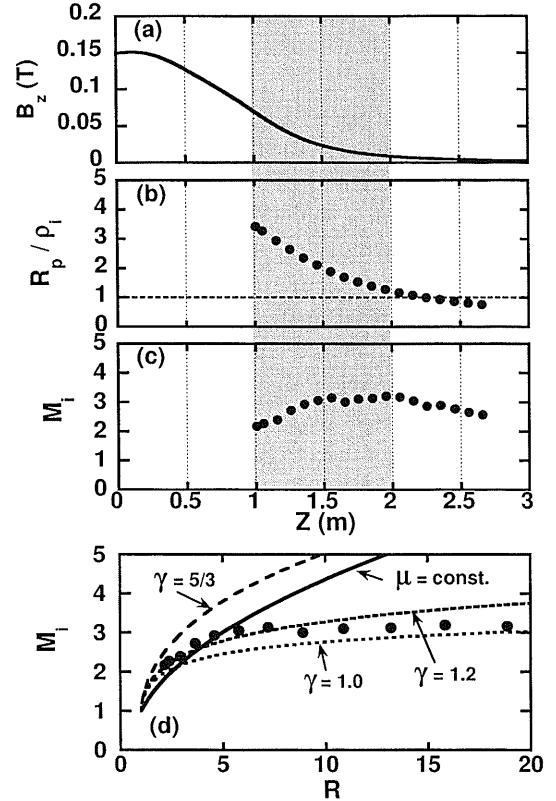 0.2
(a)
0.15
0.1
0.05
0
B_z (T)
5
(b)
4
3
2
1
0
R_p / ρ_i
5
(c)
4
3
2
1
0
M_i
0 0.5 1 1.5 2 2.5 3
Z (m)
5
γ = 5/3
μ = const.
4
3
2
γ = 1.0
γ = 1.2
1
(d)
0
M_i
0 5 10 15 20
R